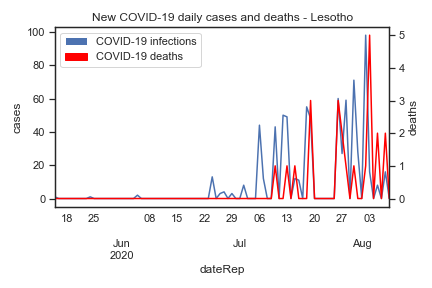 New COVID-19 daily cases and deaths - Lesotho
COVID-19 infections
COVID-19 deaths
100
80
60
40
20
0
cases
5
4
3
2
1
0
deaths
18 25 08 15 22 29 06 13 20 27 03
Jun Jul Aug
2020
dateRep